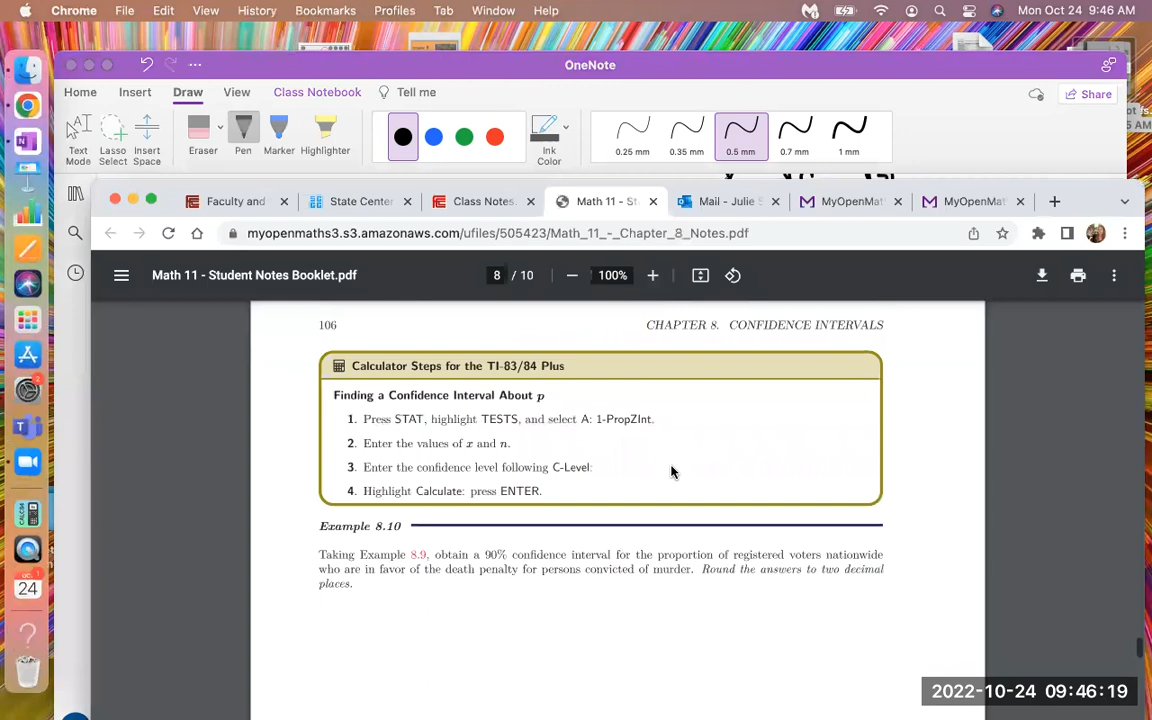 Chrome File Edit View History Bookmarks Profiles Tab Window Help Mon Oct 24 9:46 AM
OneNote
Home Insert Draw View Class Notebook Tell me Share
Text Mode Lasso Select Insert Space Eraser Pen Marker Highlighter Ink Color 0.25 mm 0.35 mm 0.5 mm 0.7 mm 1 mm
Faculty and State Center Class Notes, Math 11 - St Mail - Julie S MyOpenMat MyOpenMat
myopenmaths3.s3.amazonaws.com/ufiles/505423/Math_11_-_Chapter_8_Notes.pdf
Math 11 - Student Notes Booklet.pdf 8 / 10 100%
106 CHAPTER 8. CONFIDENCE INTERVALS
Calculator Steps for the TI-83/84 Plus
Finding a Confidence Interval About p
1. Press STAT, highlight TESTS, and select A: 1-PropZInt.
2. Enter the values of x and n.
3. Enter the confidence level following C-Level:
4. Highlight Calculate: press ENTER.
Example 8.10
Taking Example 8.9, obtain a 90% confidence interval for the proportion of registered voters nationwide
who are in favor of the death penalty for persons convicted of murder. Round the answers to two decimal
places.
24
2022-10-24 09:46:19